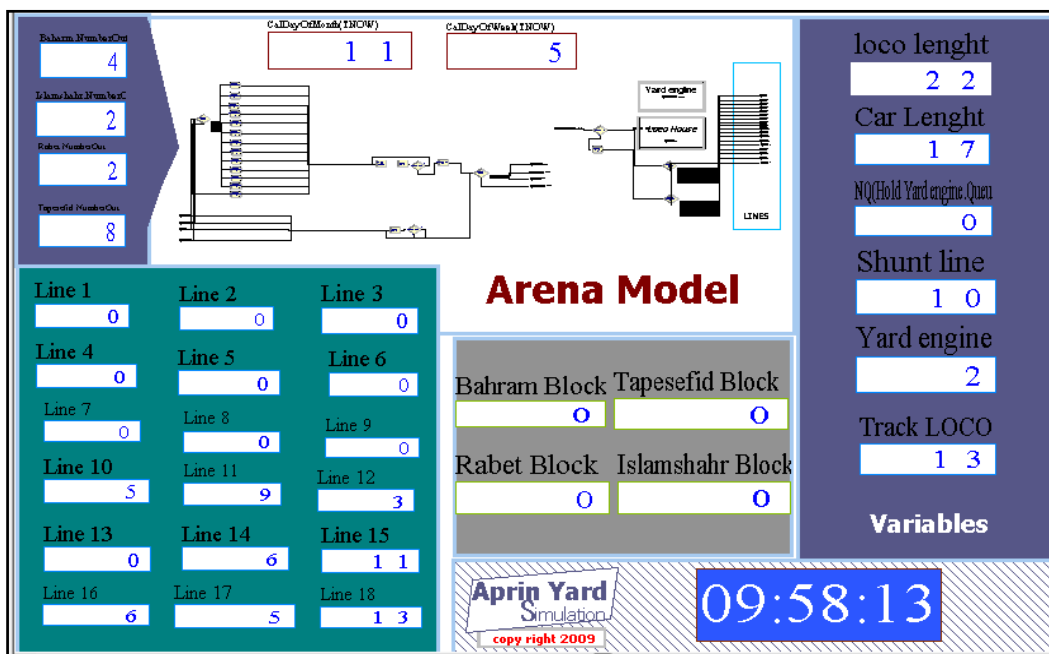 Baharm.NumberOut
4
Islamshahr.NumberO
2
Rabet.NumberOut
2
Tapesefid NumberOut
8
CalDayOfMonth(TNOW)
1 1
CalDayOfWeek(TNOW)
5
Yard engine
Loco House
LINES
Arena Model
loco lenght
2 2
Car Lenght
1 7
NQ(Hold Yard engine.Queu
0
Shunt line
1 0
Yard engine
2
Track LOCO
1 3
Variables
Line 1
0
Line 2
0
Line 3
0
Line 4
0
Line 5
0
Line 6
0
Line 7
0
Line 8
0
Line 9
0
Line 10
5
Line 11
9
Line 12
3
Line 13
0
Line 14
6
Line 15
1 1
Line 16
6
Line 17
5
Line 18
1 3
Bahram Block
0
Tapesefid Block
0
Rabet Block
0
Islamshahr Block
0
Aprin Yard
Simulation
copy right 2009
09:58:13